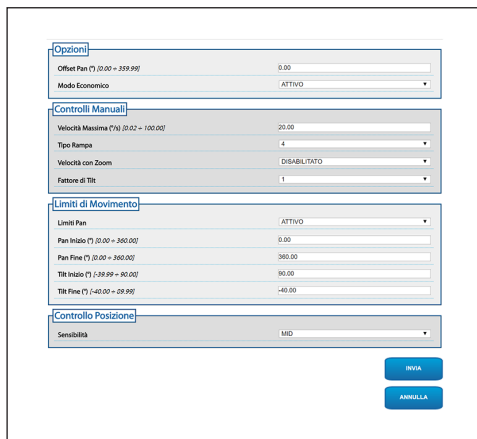 Opzioni
Offset Pan (°) [0.00 ÷ 359.99] 0.00
Modo Economico ATTIVO
Controlli Manuali
Velocità Massima (°/s) [0.02 ÷ 100.00] 20.00
Tipo Rampa 4
Velocità con Zoom DISABILITATO
Fattore di Tilt 1
Limiti di Movimento
Limiti Pan ATTIVO
Pan Inizio (°) [0.00 ÷ 360.00] 0.00
Pan Fine (°) [0.00 ÷ 360.00] 360.00
Tilt Inizio (°) [-39.99 ÷ 90.00] 90.00
Tilt Fine (°) [-40.00 ÷ 89.99] -40.00
Controllo Posizione
Sensibilità MID
INVIA
ANNULLA